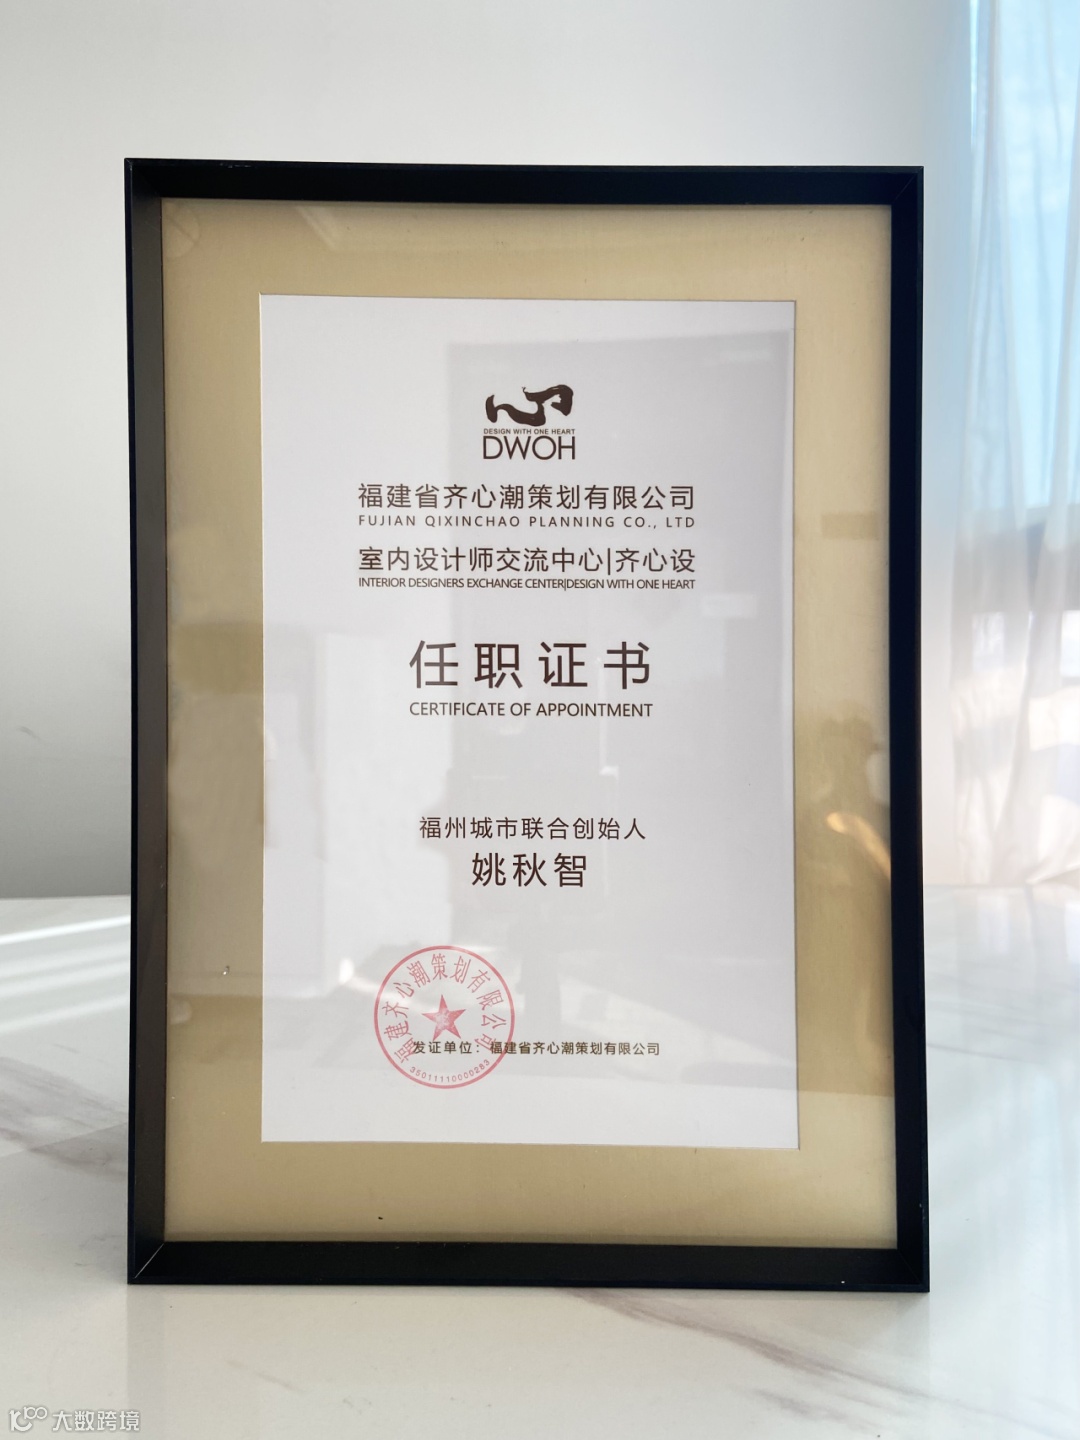 DESIGN WITH ONE HEART
DWOH
福建省齐心潮策划有限公司
FUJIAN QIXINCHAO PLANNING CO., LTD
室内设计师交流中心|齐心设
INTERIOR DESIGNERS EXCHANGE CENTER|DESIGN WITH ONE HEART
任职证书
CERTIFICATE OF APPOINTMENT
福州城市联合创始人
姚秋智
福建齐心潮策划有限公司
发证单位：福建省齐心潮策划有限公司
35011110000283
大数跨境